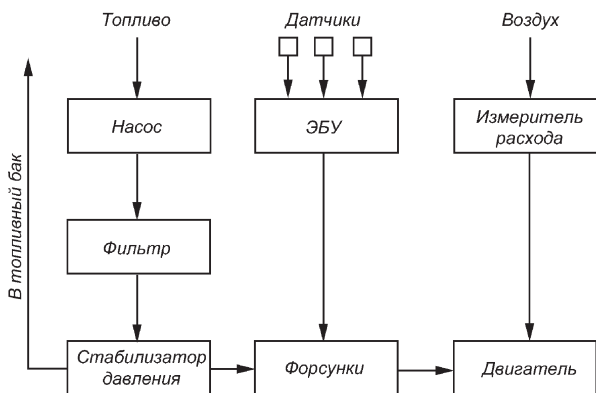 Топливо
Датчики
Воздух
Насос
ЭБУ
Измеритель
расхода
В топливный бак
Фильтр
Стабилизатор
давления
Форсунки
Двигатель